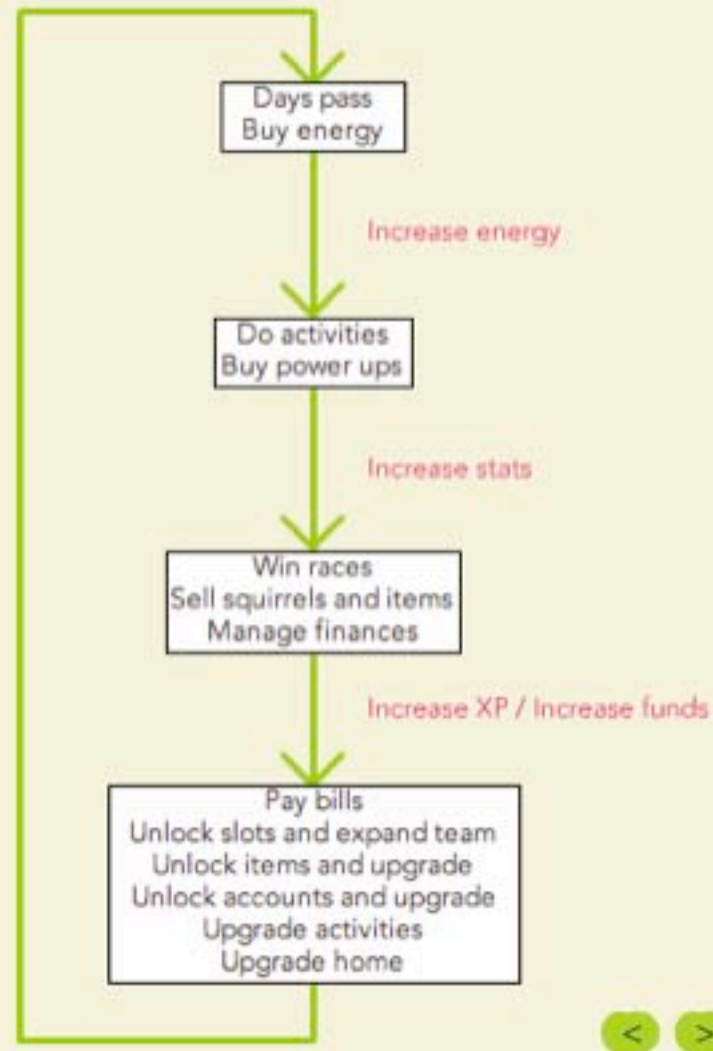 Days pass
Buy energy
Increase energy
Do activities
Buy power ups
Increase stats
Win races
Sell squirrels and items
Manage finances
Increase XP / Increase funds
Pay bills
Unlock slots and expand team
Unlock items and upgrade
Unlock accounts and upgrade
Upgrade activities
Upgrade home
< >